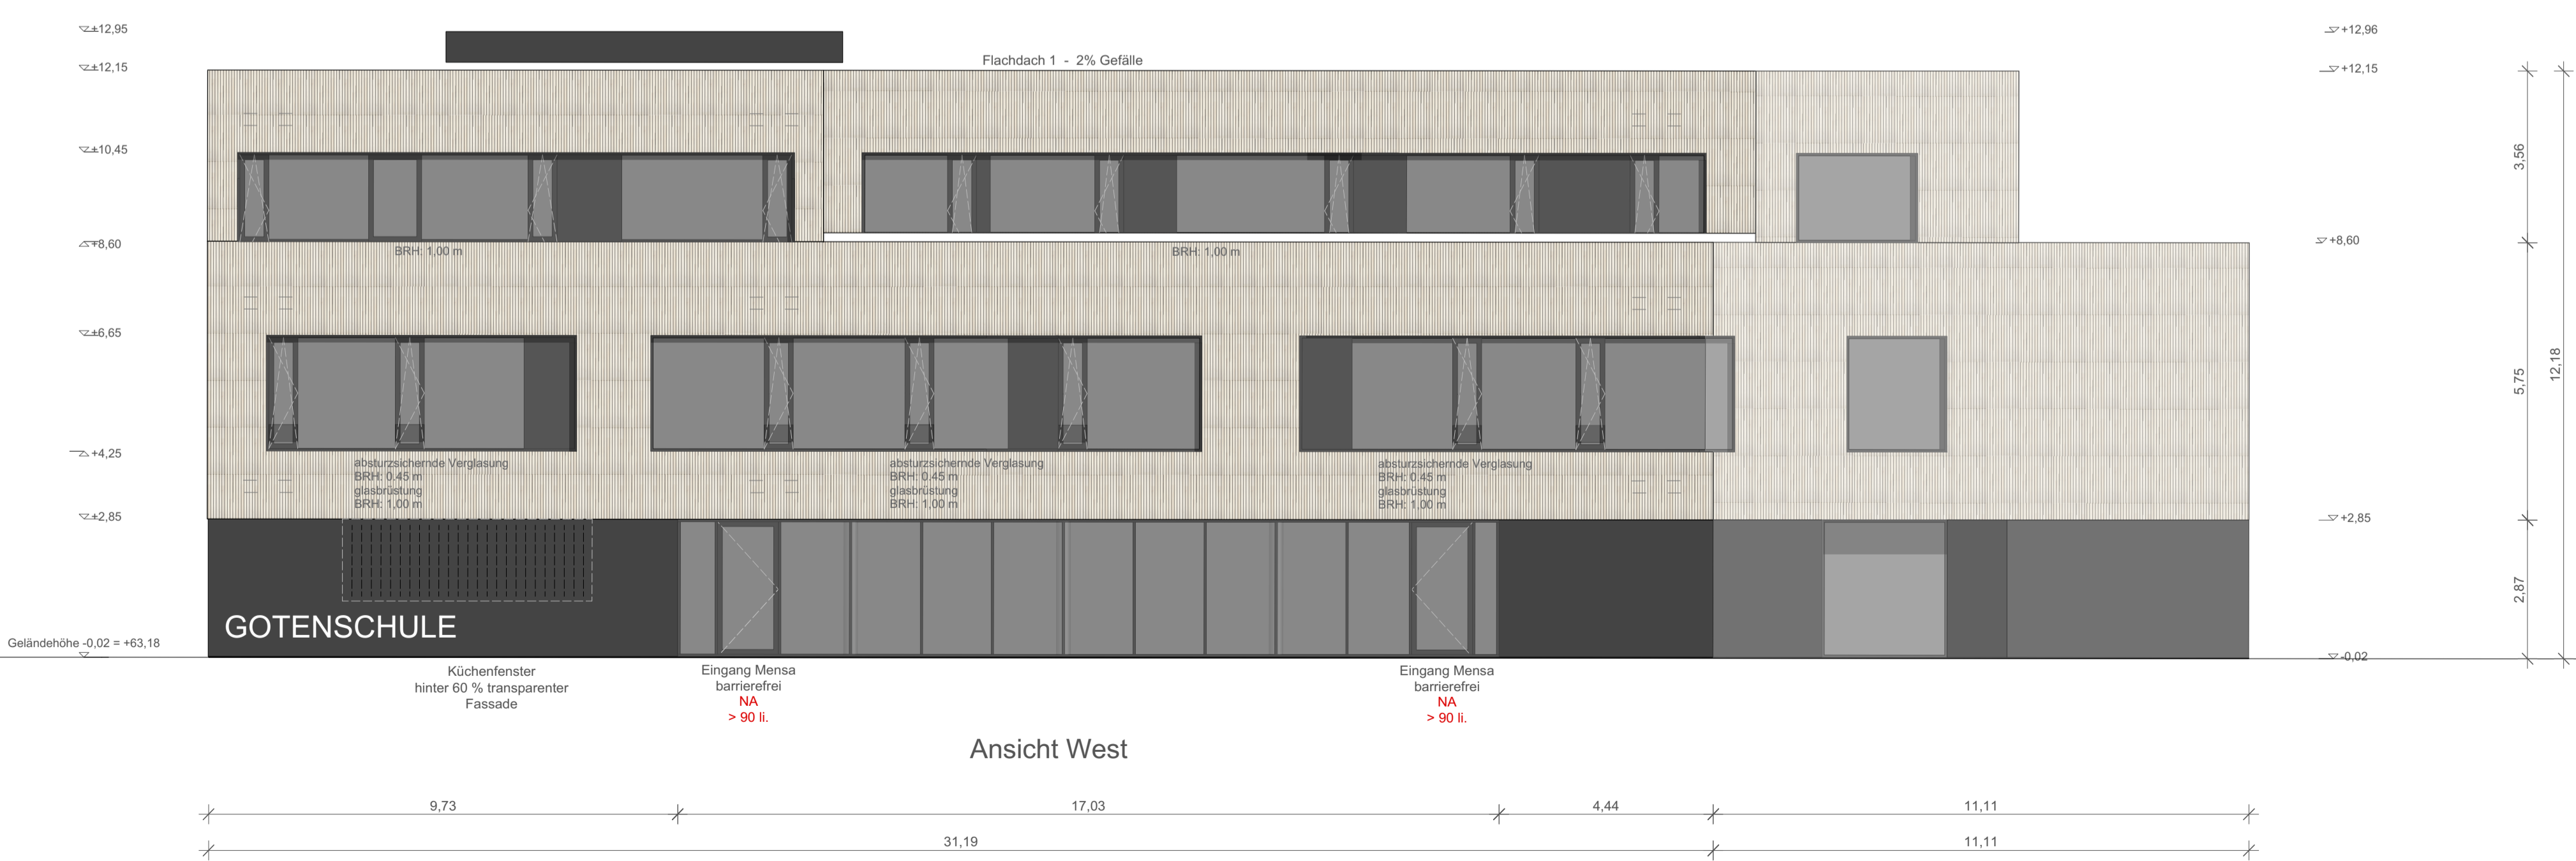 ±12,95
+12,96
Flachdach 1 - 2% Gefälle
±12,15
+12,15
±10,45
3,56
±8,60
+8,60
BRH: 1,00 m
BRH: 1,00 m
±6,65
5,75
12,18
+4,25
absturzsichernde Verglasung
BRH: 0.45 m
glasbrüstung
BRH: 1,00 m
absturzsichernde Verglasung
BRH: 0.45 m
glasbrüstung
BRH: 1,00 m
absturzsichernde Verglasung
BRH: 0.45 m
glasbrüstung
BRH: 1,00 m
±2,85
+2,85
2,87
GOTENSCHULE
Geländehöhe -0,02 = +63,18
-0,02
Küchenfenster
hinter 60 % transparenter
Fassade
Eingang Mensa
barrierefrei
NA
> 90 li.
Eingang Mensa
barrierefrei
NA
> 90 li.
Ansicht West
9,73
17,03
4,44
11,11
31,19
11,11